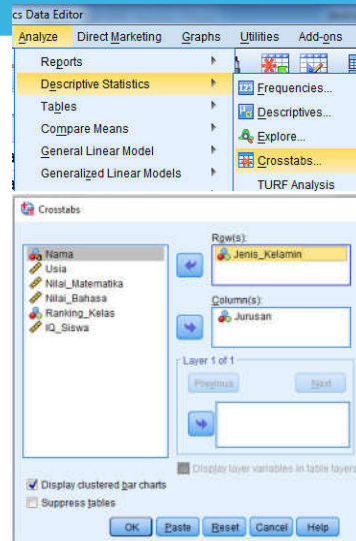 cs Data Editor
Analyze Direct Marketing Graphs Utilities Add-ons
Reports
Descriptive Statistics
Tables
Compare Means
General Linear Model
Generalized Linear Models
Frequencies...
Descriptives...
Explore...
Crosstabs...
TURF Analysis
Crosstabs
Nama
Usia
Nilai_Matematika
Nilai_Bahasa
Ranking_Kelas
IQ_Siswa
Row(s):
Jenis_Kelamin
Column(s):
Jurusan
Layer 1 of 1
Previous Next
Display layer variables in table layers
Display clustered bar charts
Suppress tables
OK Paste Reset Cancel Help